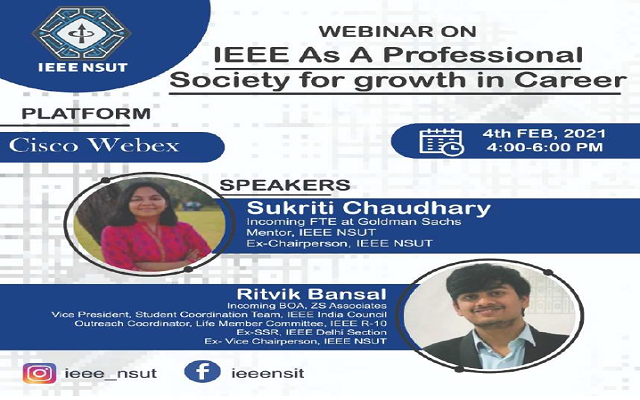 IEEE NSUT
WEBINAR ON
IEEE As A Professional
Society for growth in Career
PLATFORM
Cisco Webex
4th FEB, 2021
4:00-6:00 PM
SPEAKERS
Sukriti Chaudhary
Incoming FTE at Goldman Sachs
Mentor, IEEE NSUT
Ex-Chairperson, IEEE NSUT
Ritvik Bansal
Incoming BOA, ZS Associates
Vice President, Student Coordination Team, IEEE India Council
Outreach Coordinator, Life Member Committee, IEEE R-10
Ex-SSR, IEEE Delhi Section
Ex- Vice Chairperson, IEEE NSUT
ieee_nsut
ieeensit